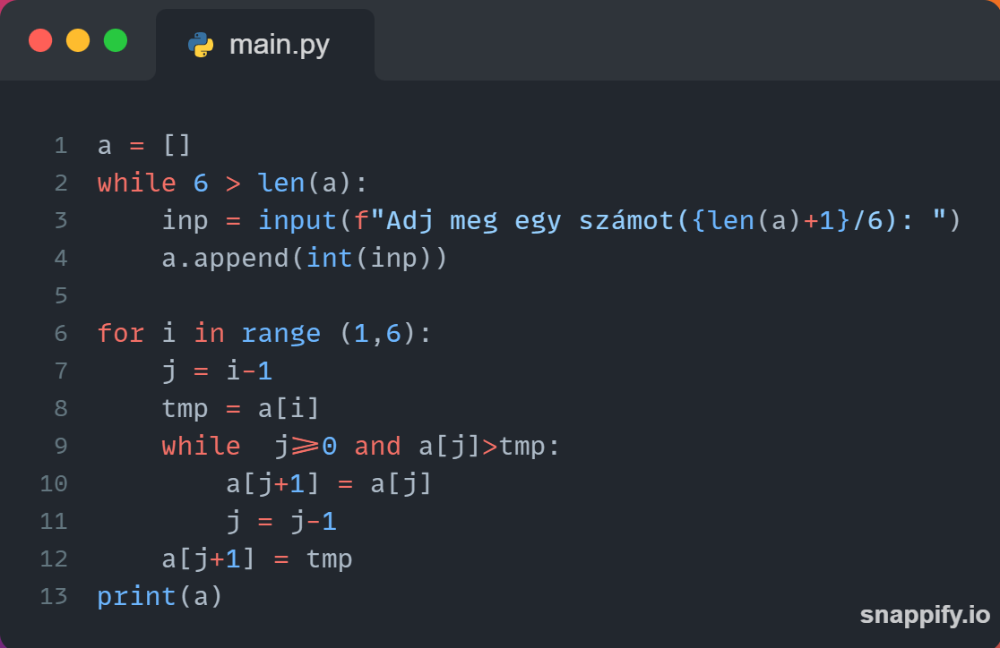 main.py
1 a = []
2 while 6 > len(a):
3     inp = input(f"Adj meg egy számot({len(a)+1}/6): ")
4     a.append(int(inp))
5
6 for i in range (1,6):
7     j = i-1
8     tmp = a[i]
9     while  j>=0 and a[j]>tmp:
10         a[j+1] = a[j]
11         j = j-1
12     a[j+1] = tmp
13 print(a)
snappify.io